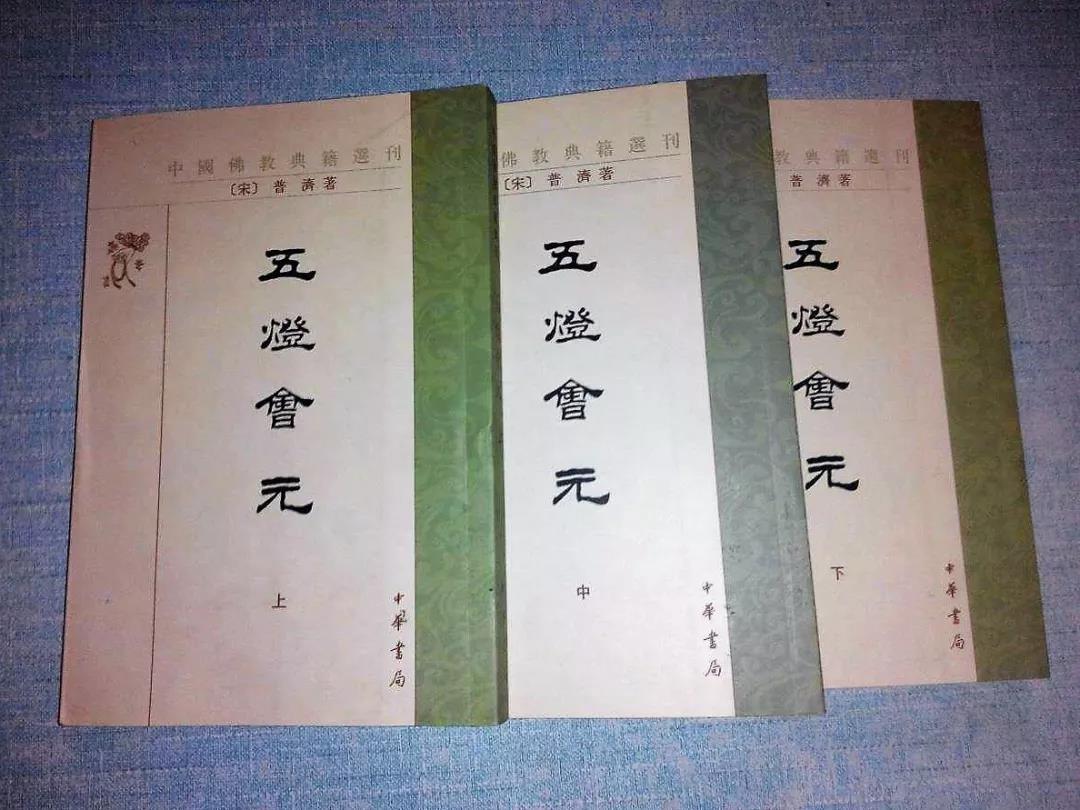 中國佛教典籍選刊
〔宋〕普濟著
五燈會元
上
中華書局
佛教典籍選刊
〔宋〕普濟著
五燈會元
中
中華書局
教典籍選刊
普濟著
五燈會元
下
中華書局